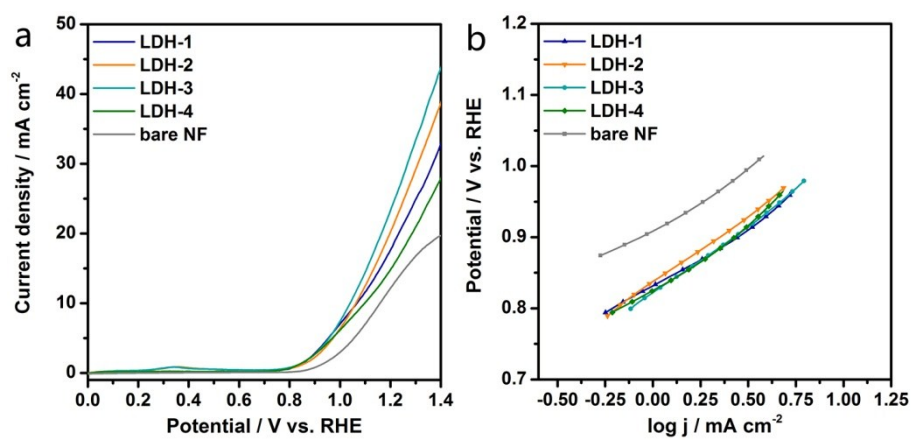 a
50
40
30
20
10
0
Current density / mA cm⁻²
LDH-1
LDH-2
LDH-3
LDH-4
bare NF
0.0 0.2 0.4 0.6 0.8 1.0 1.2 1.4
Potential / V vs. RHE
b
1.2
1.1
1.0
0.9
0.8
0.7
Potential / V vs. RHE
LDH-1
LDH-2
LDH-3
LDH-4
bare NF
-0.50 -0.25 0.00 0.25 0.50 0.75 1.00 1.25
log j / mA cm⁻²